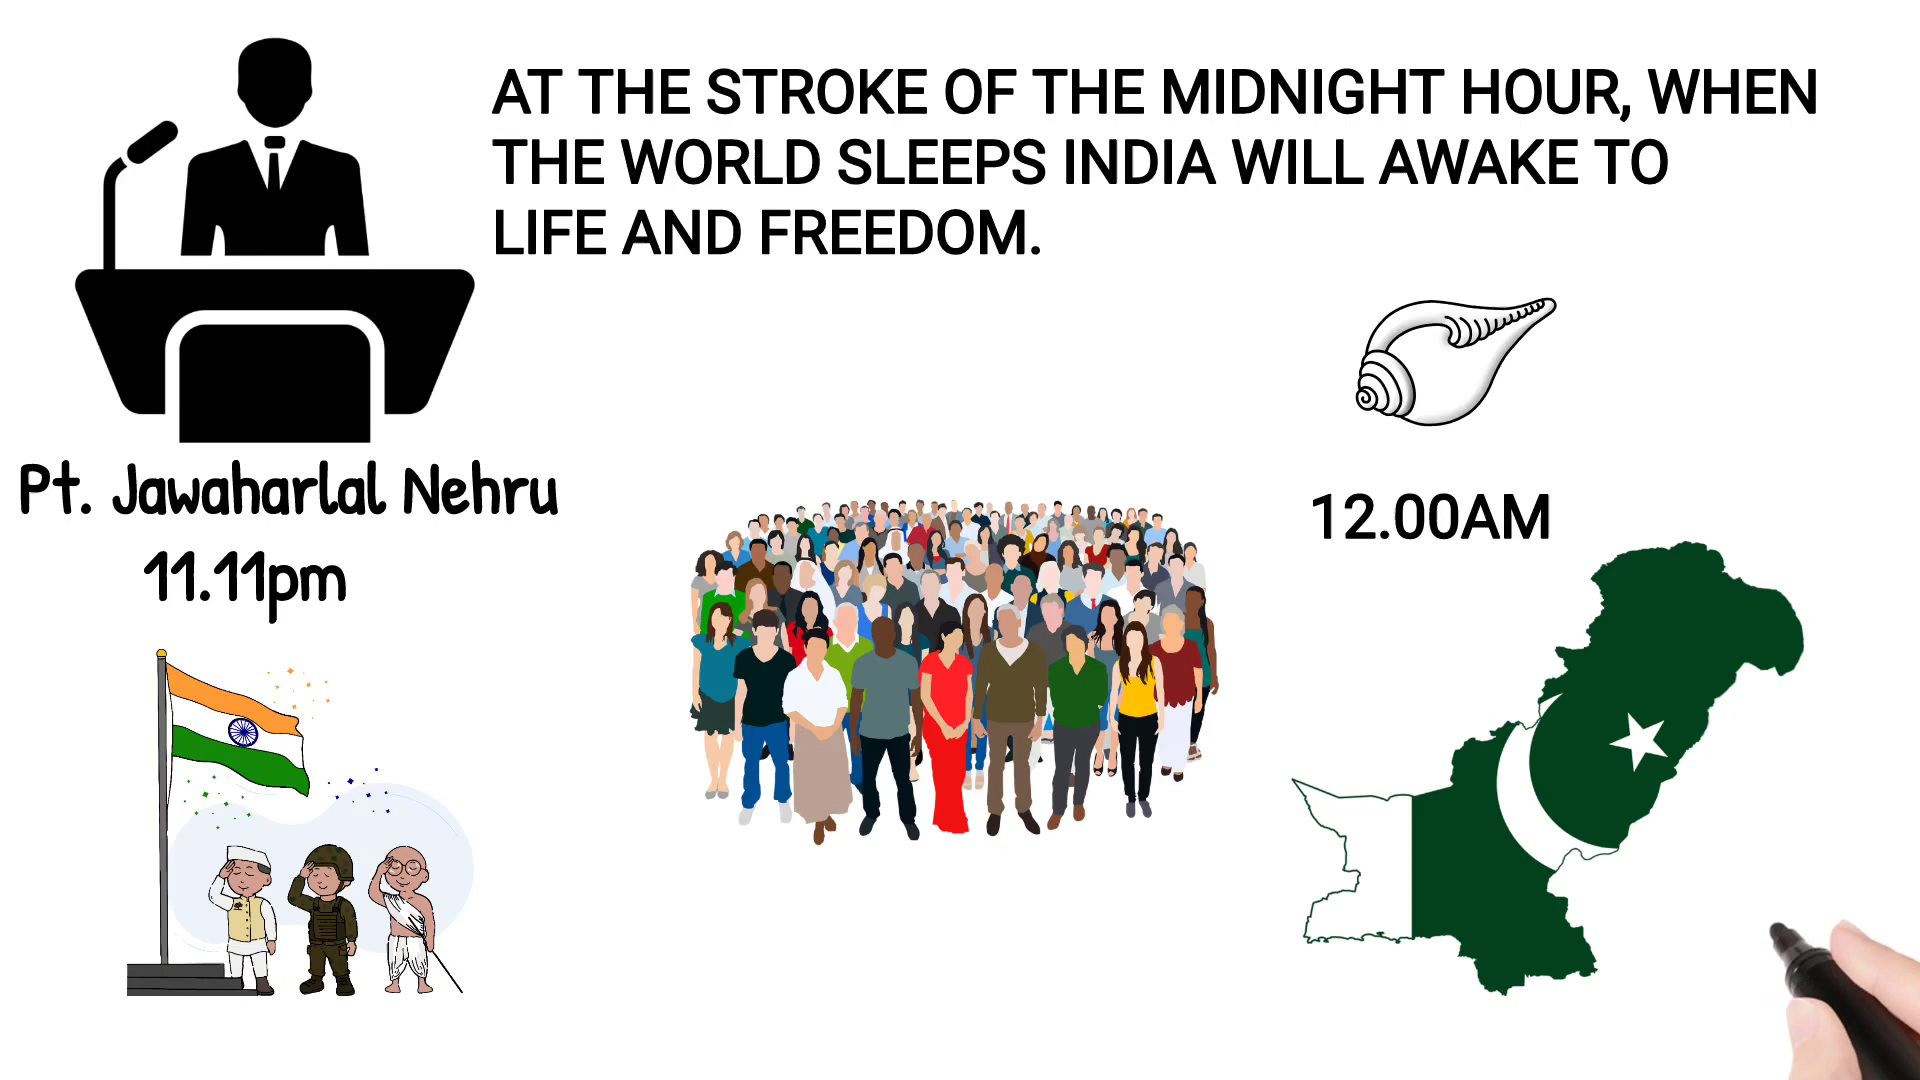 AT THE STROKE OF THE MIDNIGHT HOUR, WHEN
THE WORLD SLEEPS INDIA WILL AWAKE TO
LIFE AND FREEDOM.
Pt. Jawaharlal Nehru
11.11pm
12.00AM